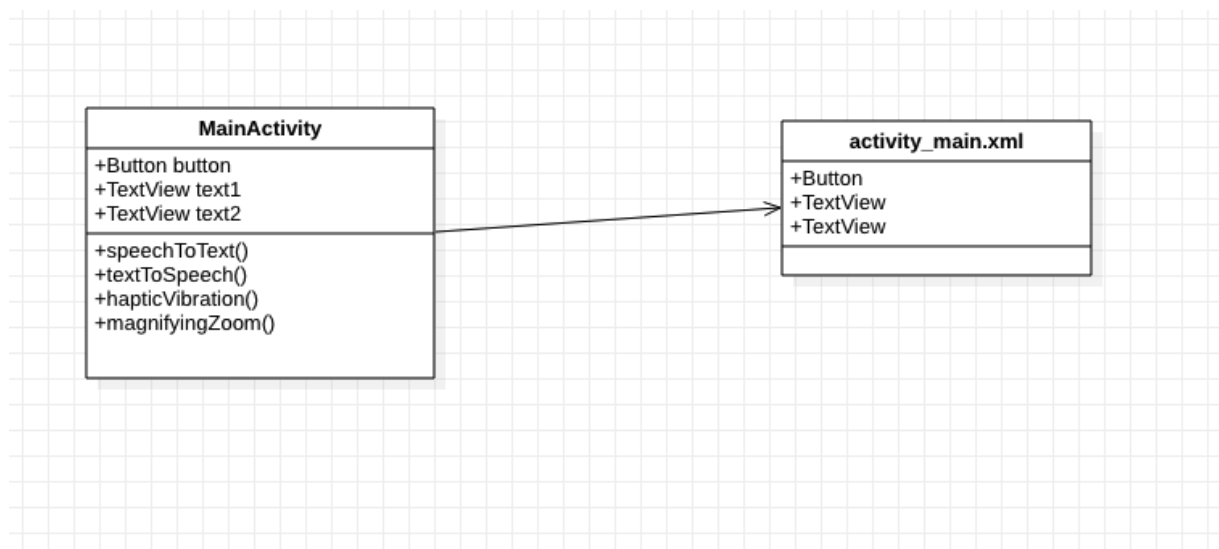 MainActivity
+Button button
+TextView text1
+TextView text2
+speechToText()
+textToSpeech()
+hapticVibration()
+magnifyingZoom()
activity_main.xml
+Button
+TextView
+TextView